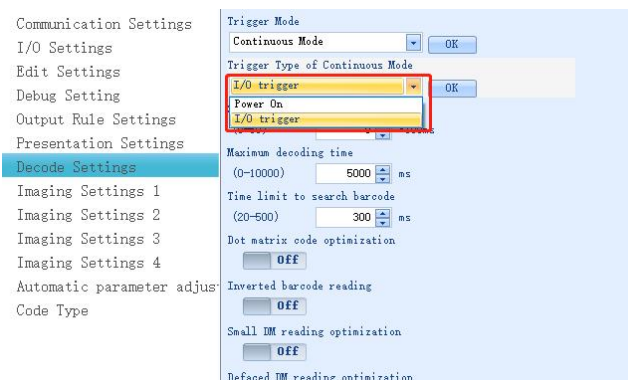 Communication Settings
I/O Settings
Edit Settings
Debug Setting
Output Rule Settings
Presentation Settings
Decode Settings
Imaging Settings 1
Imaging Settings 2
Imaging Settings 3
Imaging Settings 4
Automatic parameter adjus
Code Type
Trigger Mode
Continuous Mode OK
Trigger Type of Continuous Mode
I/O trigger OK
Power On
I/O trigger
Maximum decoding time
(0-10000) 5000 ms
Time limit to search barcode
(20-500) 300 ms
Dot matrix code optimization
Off
Inverted barcode reading
Off
Small DM reading optimization
Off
Defaced DM reading optimization